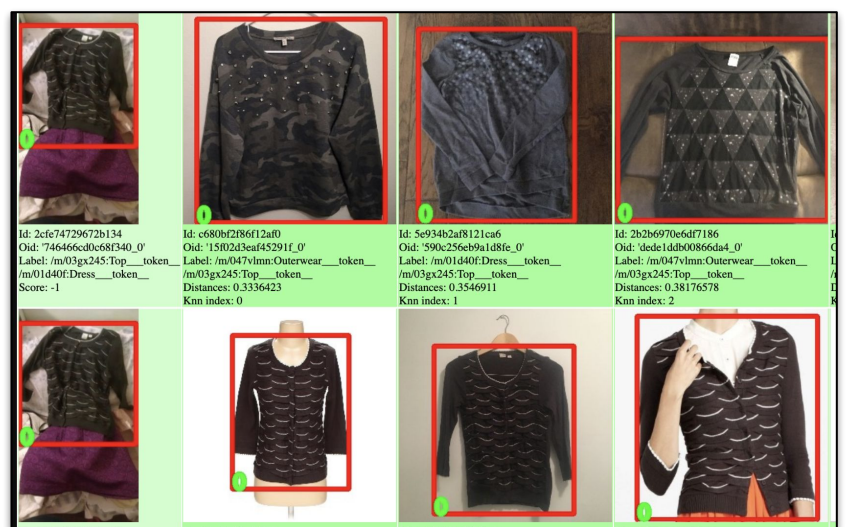 Id: 2cfe74729672b134
Oid: '746466cd0c68f340_0'
Label: /m/03gx245:Top___token__
/m/01d40f:Dress___token__
Score: -1
Id: c680bf2f86f12af0
Oid: '15f02d3eaf45291f_0'
Label: /m/047vlmn:Outerwear___token__
/m/03gx245:Top___token__
Distances: 0.3336423
Knn index: 0
Id: 5e934b2af8121ca6
Oid: '590c256eb9a1d8fe_0'
Label: /m/01d40f:Dress___token__
/m/03gx245:Top___token__
Distances: 0.3546911
Knn index: 1
Id: 2b2b6970e6df7186
Oid: 'dede1ddb00866da4_0'
Label: /m/047vlmn:Outerwear___token__
/m/03gx245:Top___token__
Distances: 0.38176578
Knn index: 2